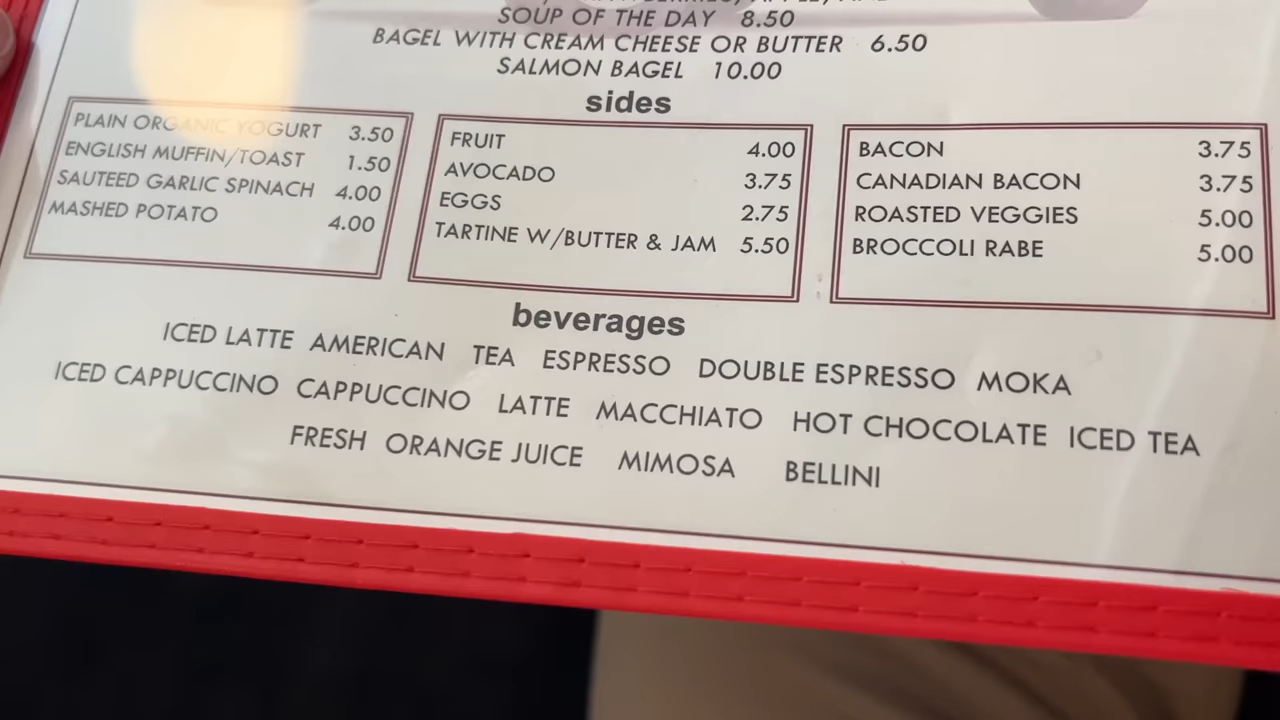 SOUP OF THE DAY 8.50
BAGEL WITH CREAM CHEESE OR BUTTER 6.50
SALMON BAGEL 10.00
sides
PLAIN ORGANIC YOGURT 3.50
ENGLISH MUFFIN/TOAST 1.50
SAUTEED GARLIC SPINACH 4.00
MASHED POTATO 4.00
FRUIT 4.00
AVOCADO 3.75
EGGS 2.75
TARTINE W/BUTTER & JAM 5.50
BACON 3.75
CANADIAN BACON 3.75
ROASTED VEGGIES 5.00
BROCCOLI RABE 5.00
beverages
ICED LATTE AMERICAN TEA ESPRESSO DOUBLE ESPRESSO MOKA
ICED CAPPUCCINO CAPPUCCINO LATTE MACCHIATO HOT CHOCOLATE ICED TEA
FRESH ORANGE JUICE MIMOSA BELLINI